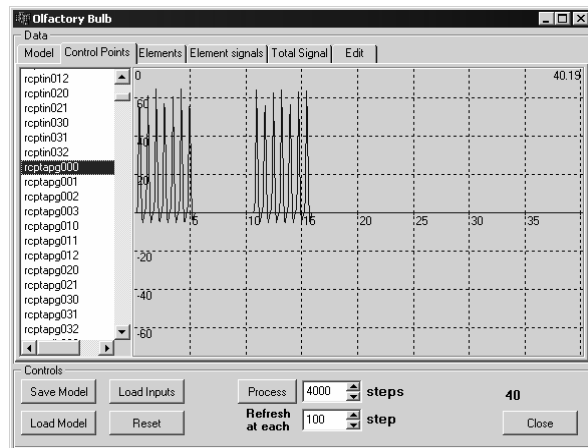 Olfactory Bulb
Data
Model Control Points Elements Element signals Total Signal Edit
rcptin012
rcptin020
rcptin021
rcptin030
rcptin031
rcptin032
rcptapg000
rcptapg001
rcptapg002
rcptapg003
rcptapg010
rcptapg011
rcptapg012
rcptapg020
rcptapg021
rcptapg030
rcptapg031
rcptapg032
0 40.19
60
40
20
5 10 15 20 25 30 35
-20
-40
-60
Controls
Save Model Load Inputs Process 4000 steps 40
Load Model Reset Refresh at each 100 step Close